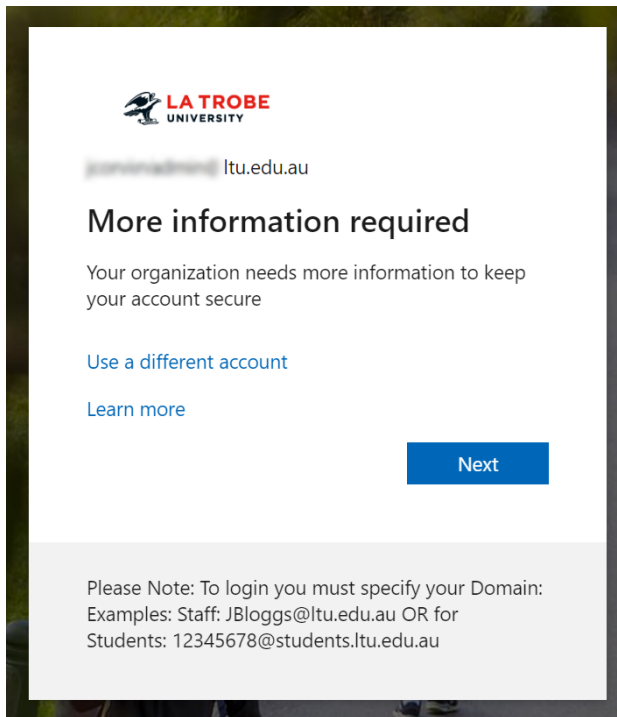 LA TROBE
UNIVERSITY
ltu.edu.au
More information required
Your organization needs more information to keep
your account secure
Use a different account
Learn more
Next
Please Note: To login you must specify your Domain:
Examples: Staff: JBloggs@ltu.edu.au OR for
Students: 12345678@students.ltu.edu.au